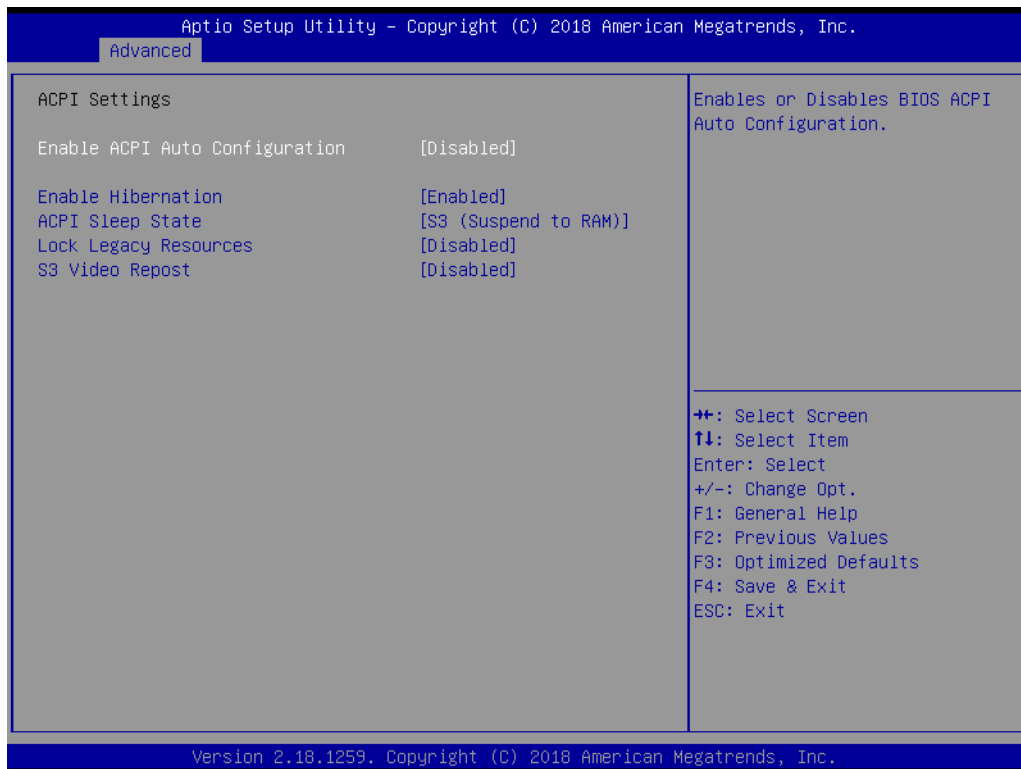 Aptio Setup Utility – Copyright (C) 2018 American Megatrends, Inc.
Advanced
ACPI Settings
Enable ACPI Auto Configuration [Disabled]
Enable Hibernation [Enabled]
ACPI Sleep State [S3 (Suspend to RAM)]
Lock Legacy Resources [Disabled]
S3 Video Repost [Disabled]
Enables or Disables BIOS ACPI
Auto Configuration.
→←: Select Screen
↑↓: Select Item
Enter: Select
+/-: Change Opt.
F1: General Help
F2: Previous Values
F3: Optimized Defaults
F4: Save & Exit
ESC: Exit
Version 2.18.1259. Copyright (C) 2018 American Megatrends, Inc.